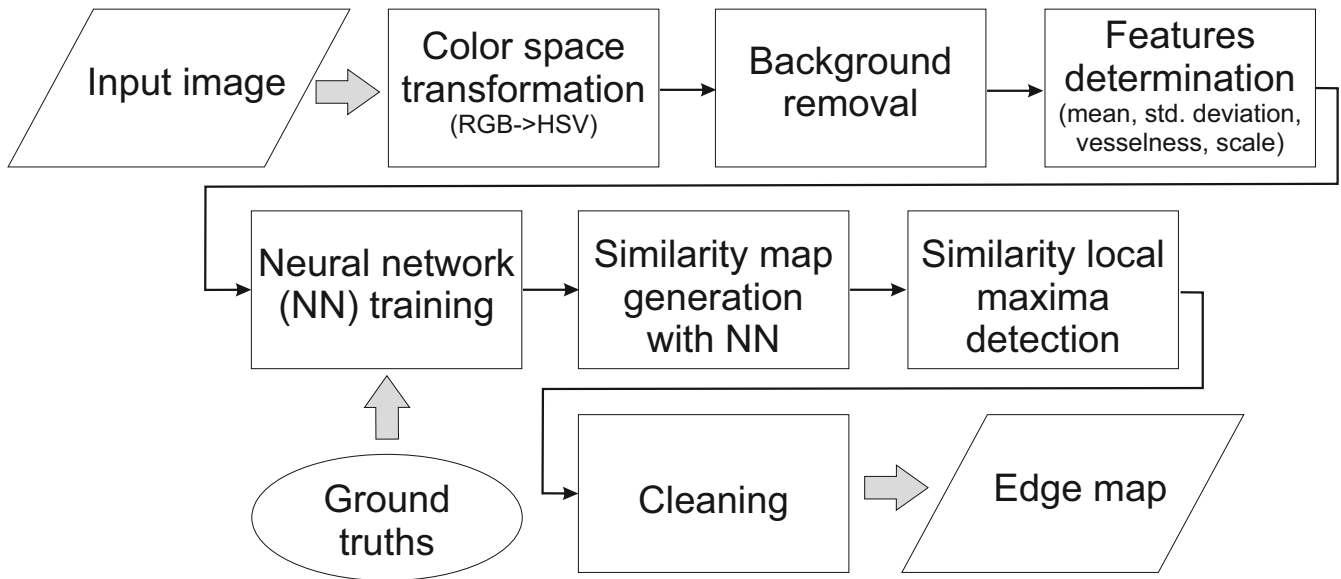 Input image
Color space
transformation
(RGB->HSV)
Background
removal
Features
determination
(mean, std. deviation,
vesselness, scale)
Neural network
(NN) training
Similarity map
generation
with NN
Similarity local
maxima
detection
Ground
truths
Cleaning
Edge map